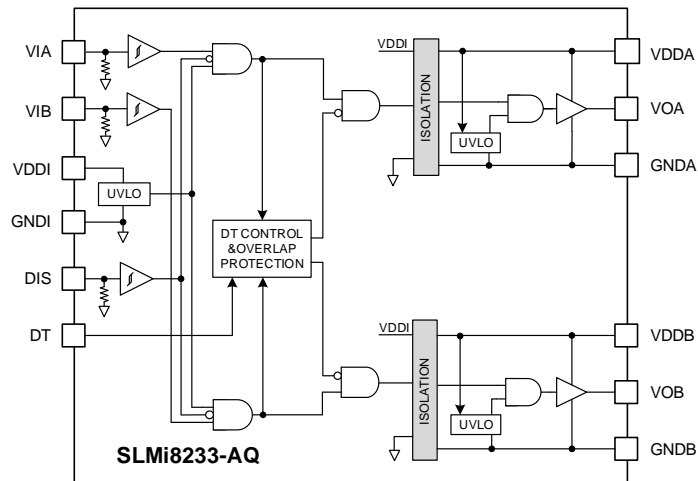 VIA
VIB
VDDI
UVLO
GNDI
DIS
DT
DT CONTROL
&OVERLAP
PROTECTION
VDDI
ISOLATION
UVLO
VDDA
VOA
GNDA
VDDI
ISOLATION
UVLO
VDDB
VOB
GNDB
SLMi8233-AQ